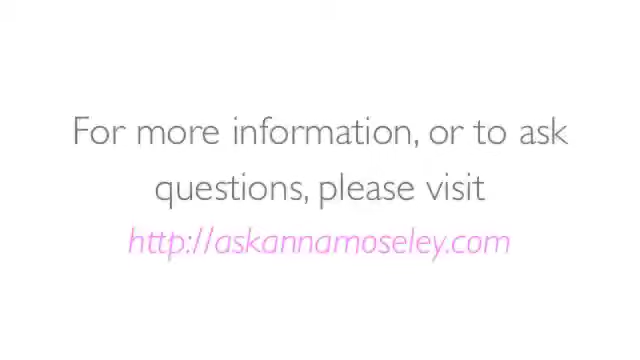 For more information, or to ask
questions, please visit
http://askannamoseley.com